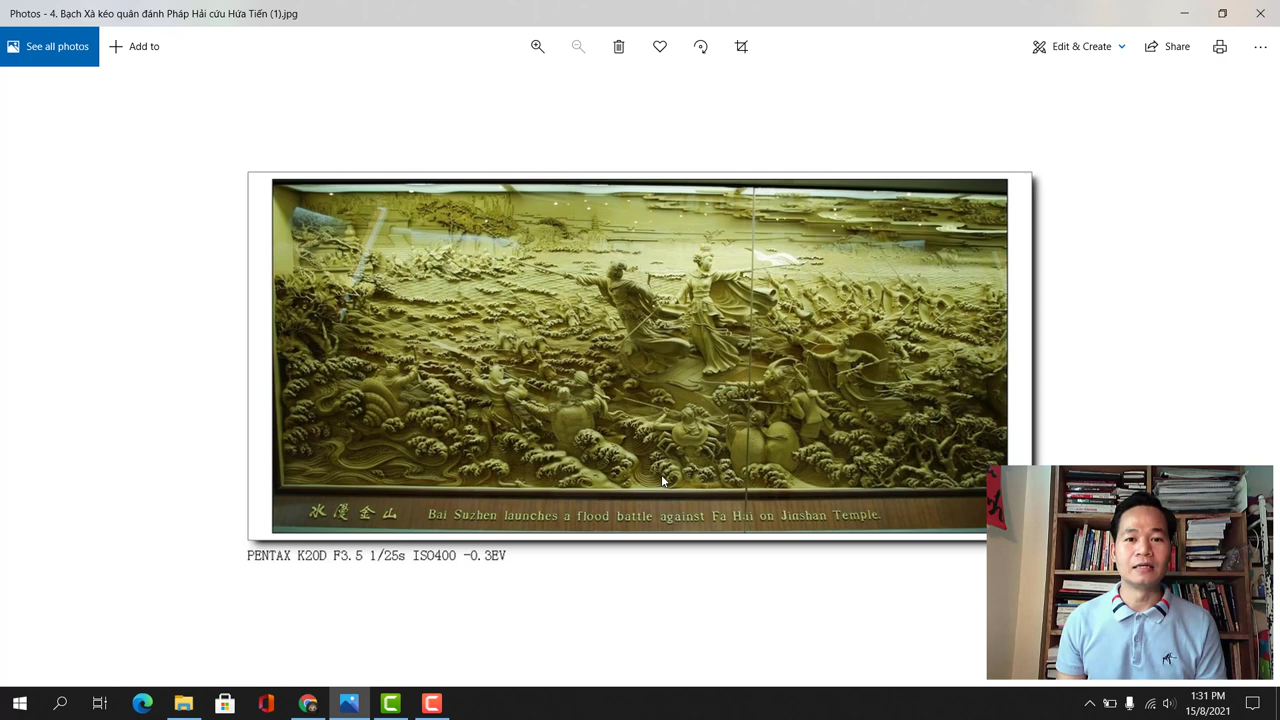 Photos - 4. Bạch Xà kéo quân đánh Pháp Hải cứu Hứa Tiến (1).jpg
See all photos
Add to
Edit & Create
Share
水漫金山 Bai Suzhen launches a flood battle against Fa Hai on Jinshan Temple.
PENTAX K20D F3.5 1/25s ISO400 -0.3EV
1:31 PM
15/8/2021